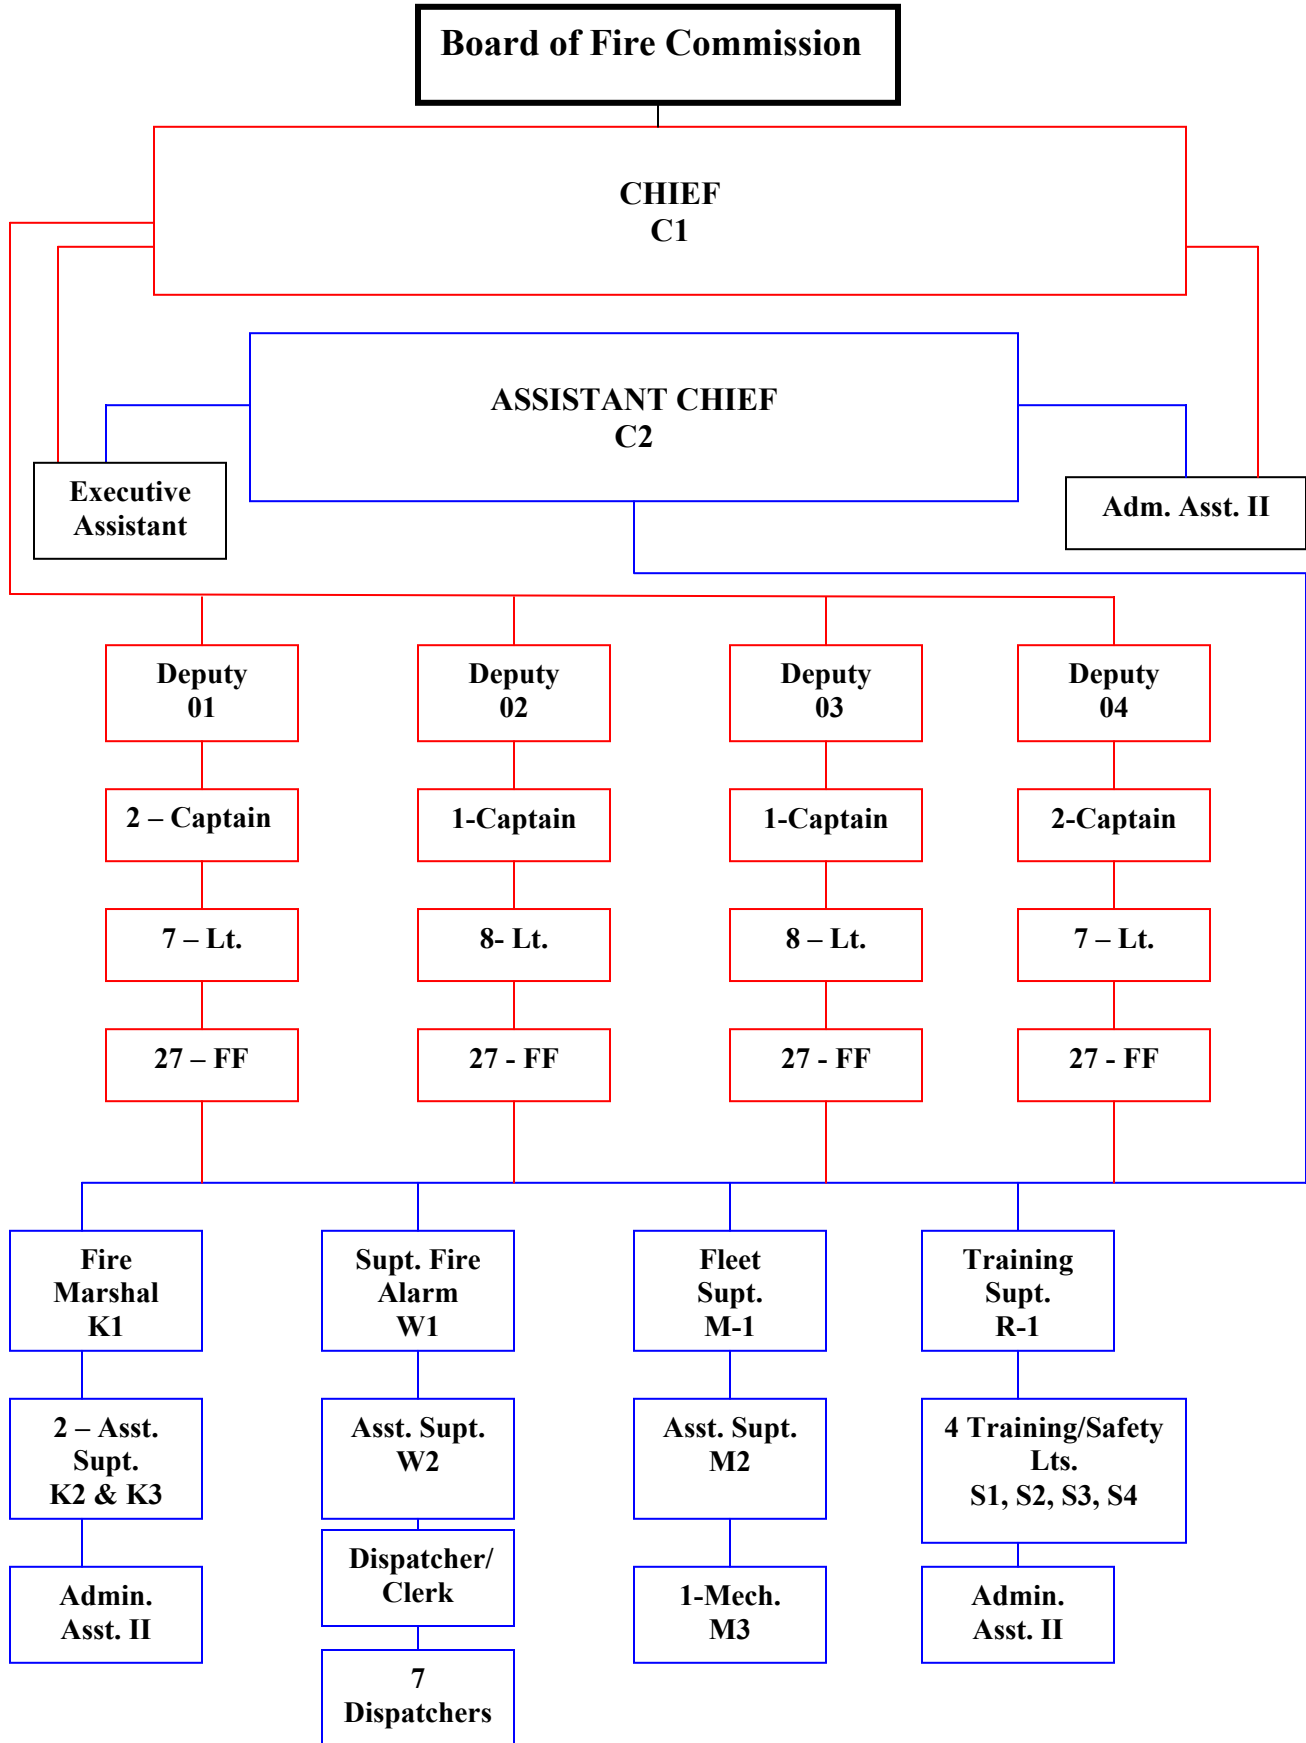 Board of Fire Commission
CHIEF
C1
ASSISTANT CHIEF
C2
Executive
Assistant
Adm. Asst. II
Deputy
01
Deputy
02
Deputy
03
Deputy
04
2 – Captain
1-Captain
1-Captain
2-Captain
7 – Lt.
8- Lt.
8 – Lt.
7 – Lt.
27 – FF
27 - FF
27 - FF
27 - FF
Fire
Marshal
K1
Supt. Fire
Alarm
W1
Fleet
Supt.
M-1
Training
Supt.
R-1
2 – Asst.
Supt.
K2 & K3
Asst. Supt.
W2
Asst. Supt.
M2
4 Training/Safety
Lts.
S1, S2, S3, S4
Dispatcher/
Clerk
Admin.
Asst. II
1-Mech.
M3
Admin.
Asst. II
7
Dispatchers